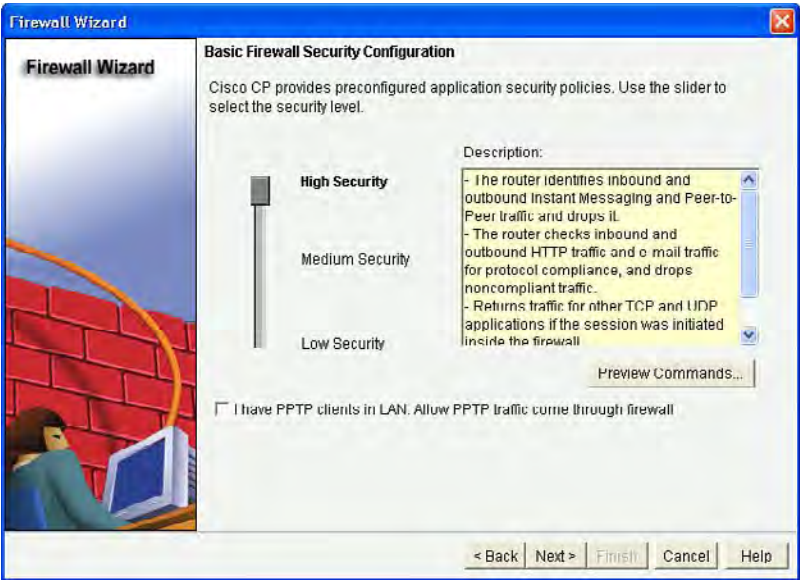 Firewall Wizard
Firewall Wizard
Basic Firewall Security Configuration
Cisco CP provides preconfigured application security policies. Use the slider to
select the security level.
Description:
High Security
Medium Security
Low Security
- The router identifies inbound and
outbound Instant Messaging and Peer-to-
Peer traffic and drops it.
- The router checks inbound and
outbound HTTP traffic and e-mail traffic
for protocol compliance, and drops
noncompliant traffic.
- Returns traffic for other TCP and UDP
applications if the session was initiated
inside the firewall
Preview Commands...
I have PPTP clients in LAN. Allow PPTP traffic come through firewall
< Back
Next >
Finish
Cancel
Help